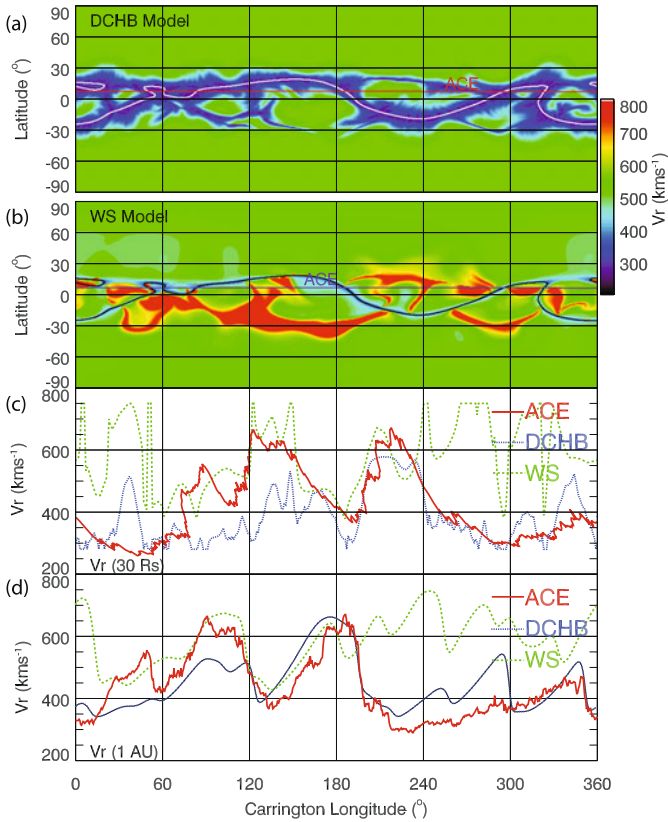 (a)
DCHB Model
ACE
90
60
30
0
-30
-60
-90
Latitude (°)
(b)
WS Model
ACE
90
60
30
0
-30
-60
-90
Latitude (°)
800
700
600
500
400
300
Vr (kms⁻¹)
(c)
800
600
400
200
Vr (kms⁻¹)
ACE
DCHB
WS
Vr (30 Rs)
(d)
800
600
400
200
Vr (kms⁻¹)
ACE
DCHB
WS
Vr (1 AU)
0 60 120 180 240 300 360
Carrington Longitude (°)